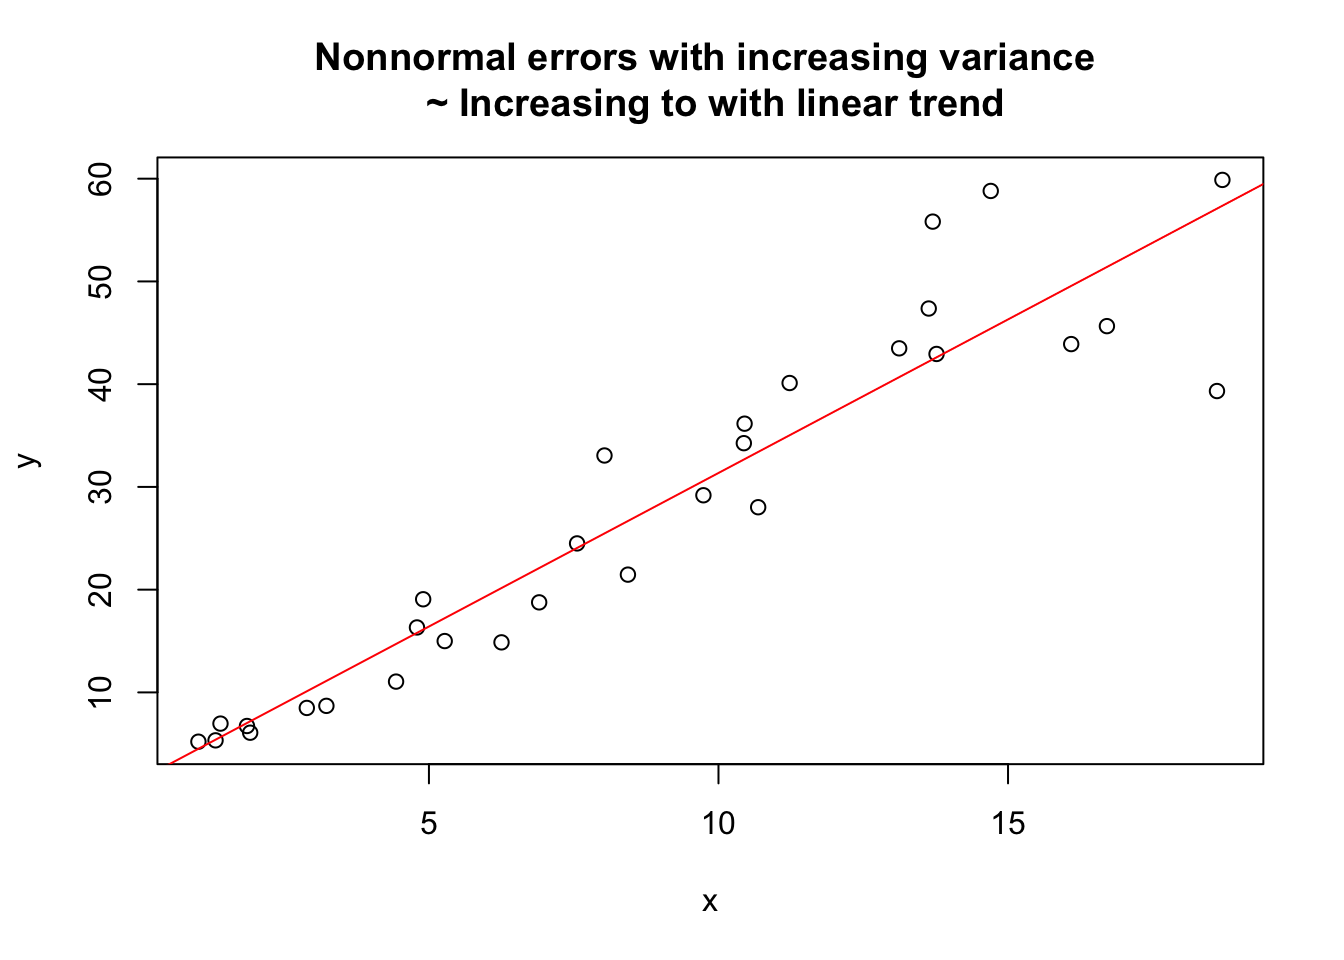 Nonnormal errors with increasing variance
~ Increasing to with linear trend
60
50
40
30
20
10
y
5 10 15
x